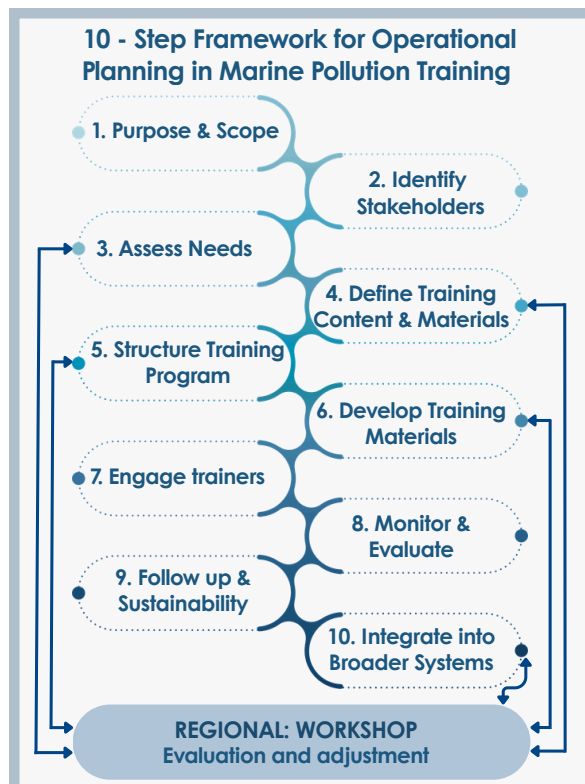 10 - Step Framework for Operational
Planning in Marine Pollution Training
1. Purpose & Scope
2. Identify
Stakeholders
3. Assess Needs
4. Define Training
Content & Materials
5. Structure Training
Program
6. Develop Training
Materials
7. Engage trainers
8. Monitor &
Evaluate
9. Follow up &
Sustainability
10. Integrate into
Broader Systems
REGIONAL: WORKSHOP
Evaluation and adjustment